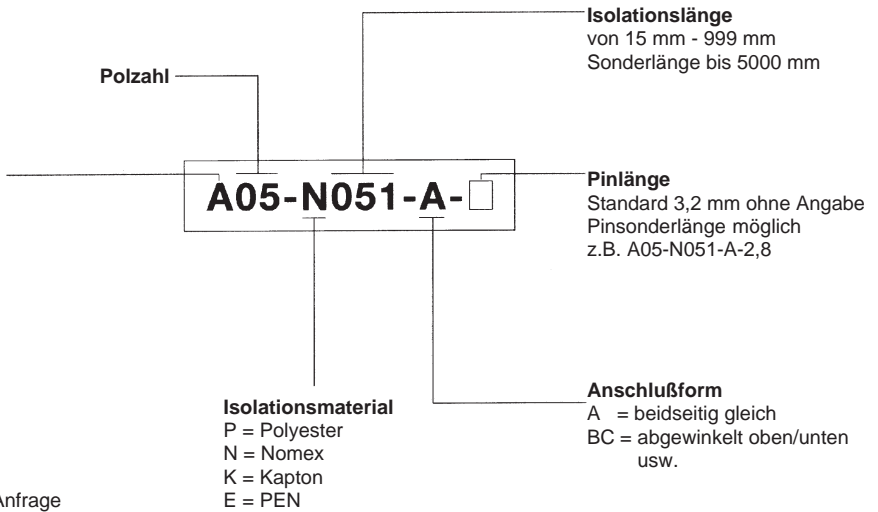 Isolationslänge
von 15 mm - 999 mm
Sonderlänge bis 5000 mm
Polzahl
A05-N051-A-
Pinlänge
Standard 3,2 mm ohne Angabe
Pinsonderlänge möglich
z.B. A05-N051-A-2,8
Isolationsmaterial
P = Polyester
N = Nomex
K = Kapton
E = PEN
Anschlußform
A = beidseitig gleich
BC = abgewinkelt oben/unten
usw.
Anfrage